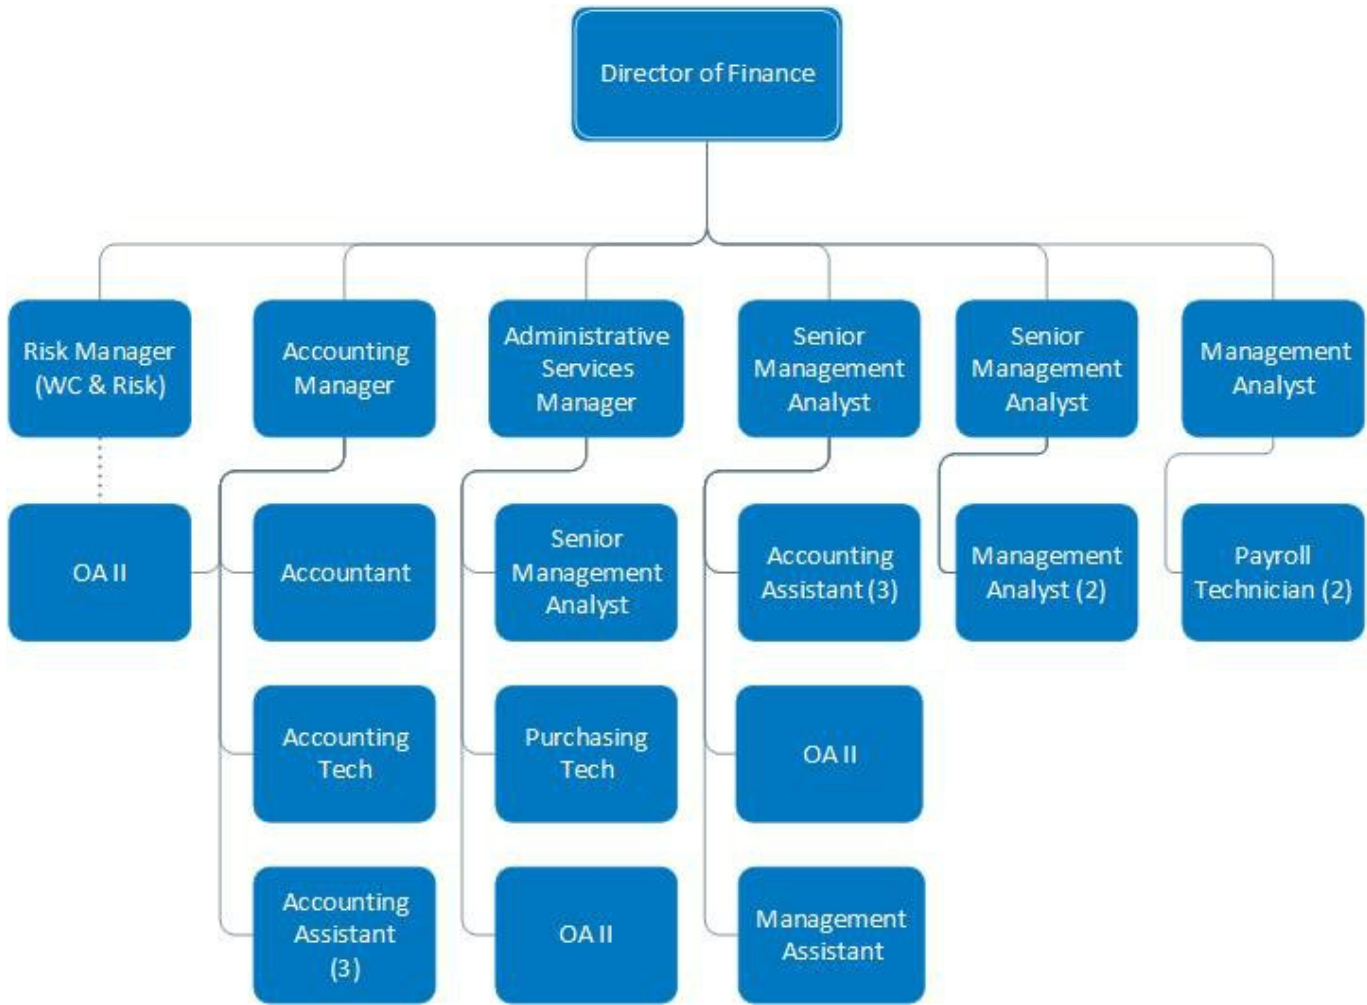 Director of Finance
Risk Manager
(WC & Risk)
Accounting
Manager
Administrative
Services
Manager
Senior
Management
Analyst
Senior
Management
Analyst
Management
Analyst
OA II
Accountant
Senior
Management
Analyst
Accounting
Assistant (3)
Management
Analyst (2)
Payroll
Technician (2)
Accounting
Tech
Purchasing
Tech
OA II
Accounting
Assistant
(3)
OA II
Management
Assistant